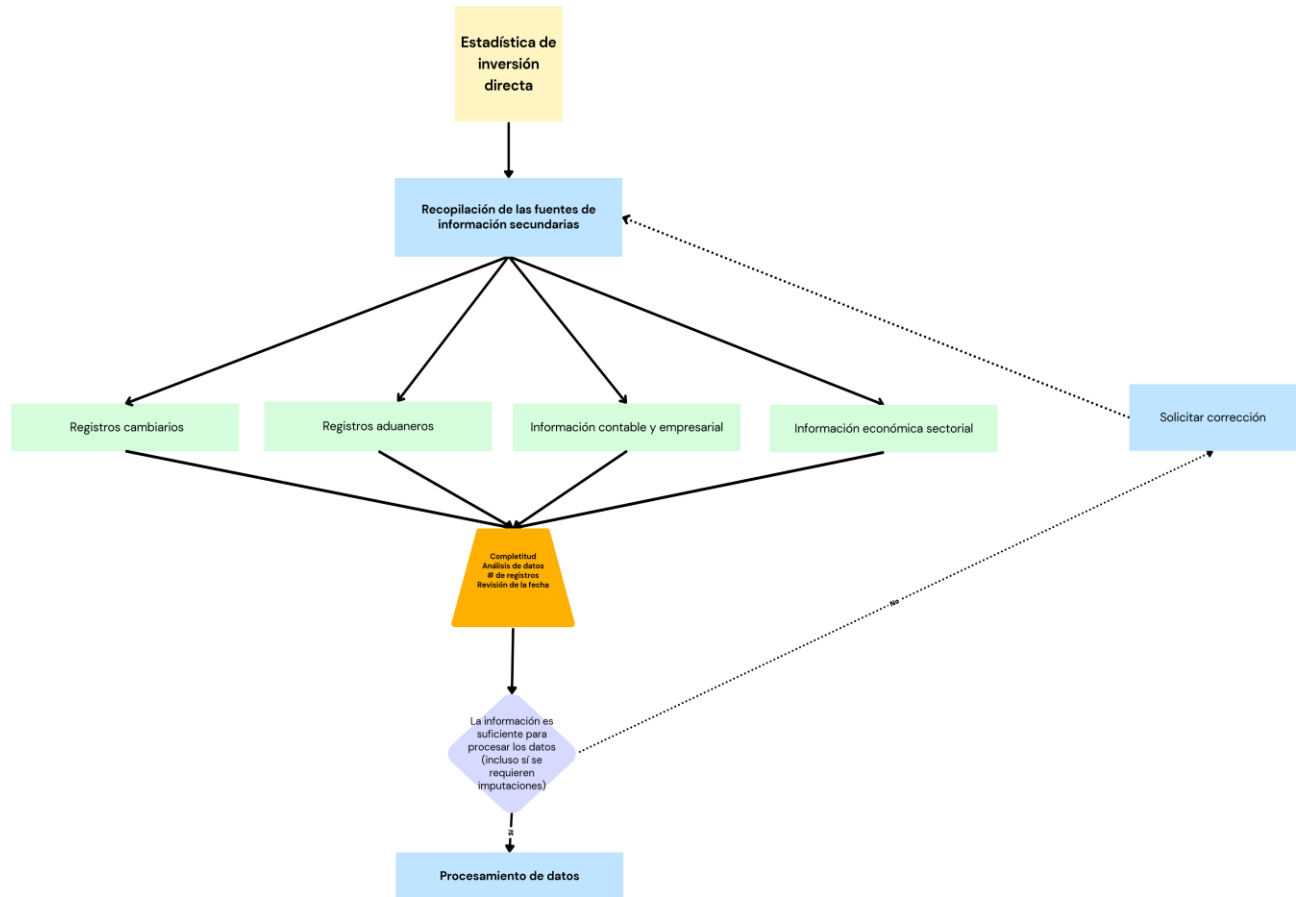 Estadística de
inversión
directa
Recopilación de las fuentes de
información secundarias
Registros cambiarios
Registros aduaneros
Información contable y empresarial
Información económica sectorial
Solicitar corrección
Completitud
Análisis de datos
# de registros
Revisión de la fecha
No
La información es
suficiente para
procesar los datos
(incluso sí se
requieren
imputaciones)
Sí
Procesamiento de datos